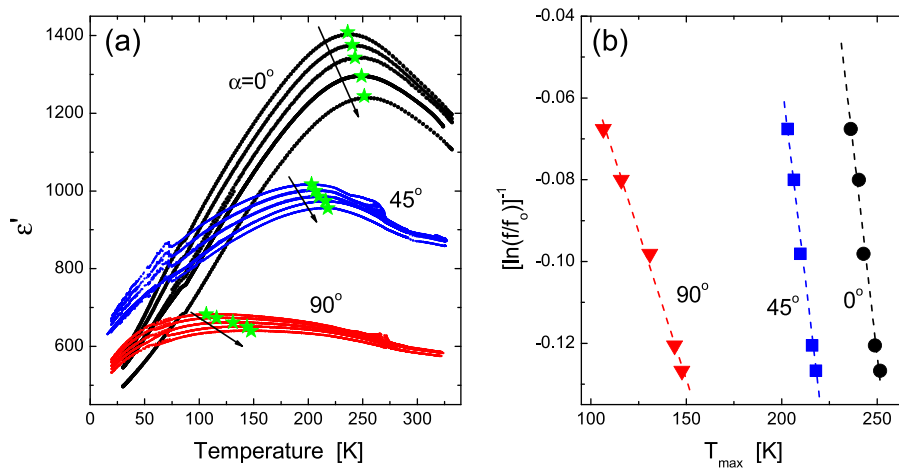 (a)
α=0°
45°
90°
1400
1200
1000
800
600
ε'
0 50 100 150 200 250 300
Temperature [K]
(b)
-0.04
-0.06
-0.08
-0.10
-0.12
[ln(f/fₒ)]⁻¹
90°
45°
0°
100 150 200 250
Tₘₐₓ [K]